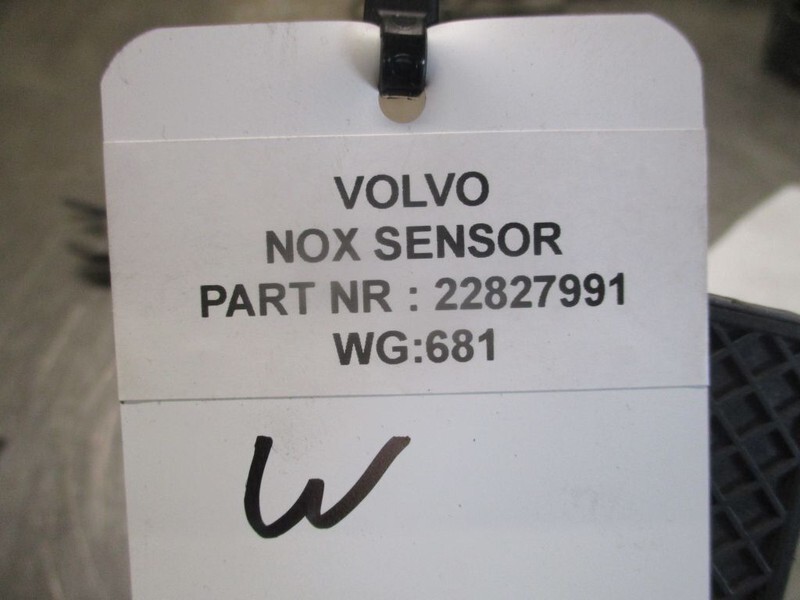 VOLVO
NOX SENSOR
PART NR : 22827991
WG:681
W